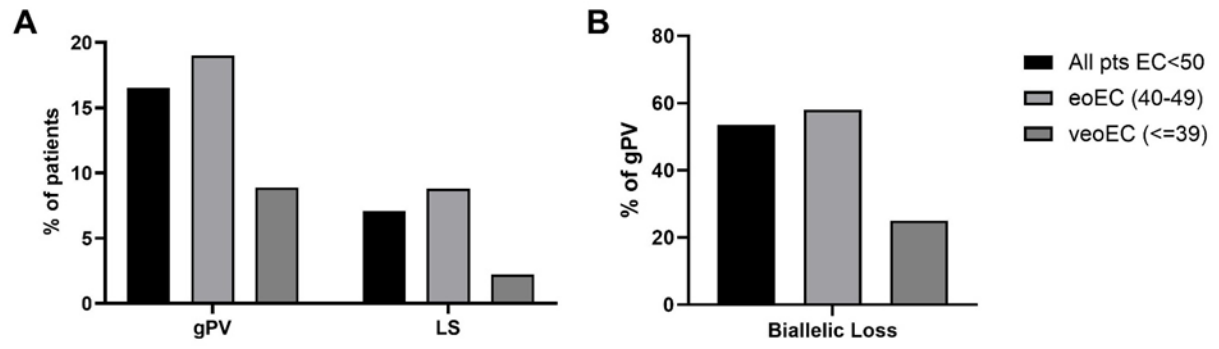 A
% of patients
20
15
10
5
0
gPV
LS
B
% of gPV
80
60
40
20
0
Biallelic Loss
All pts EC<50
eoEC (40-49)
veoEC (<=39)